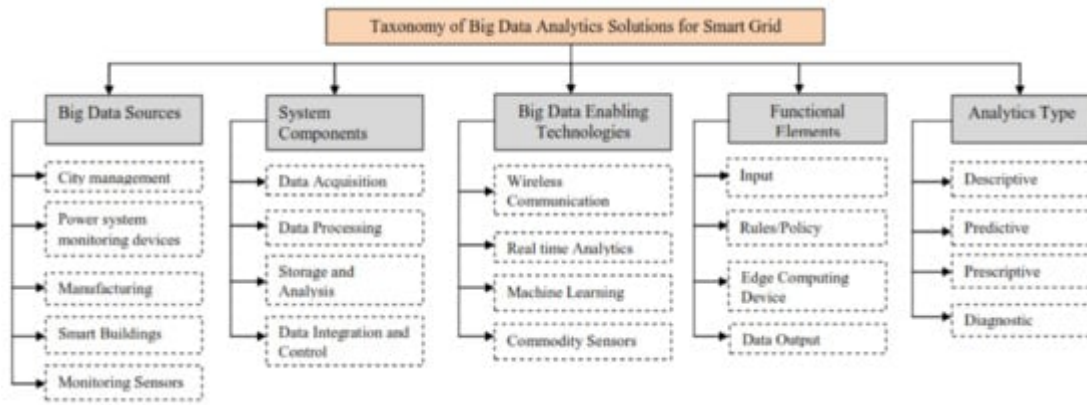 Taxonomy of Big Data Analytics Solutions for Smart Grid
Big Data Sources
City management
Power system
monitoring devices
Manufacturing
Smart Buildings
Monitoring Sensors
System
Components
Data Acquisition
Data Processing
Storage and
Analysis
Data Integration and
Control
Big Data Enabling
Technologies
Wireless
Communication
Real time Analytics
Machine Learning
Commodity Sensors
Functional
Elements
Input
Rules/Policy
Edge Computing
Device
Data Output
Analytics Type
Descriptive
Predictive
Prescriptive
Diagnostic